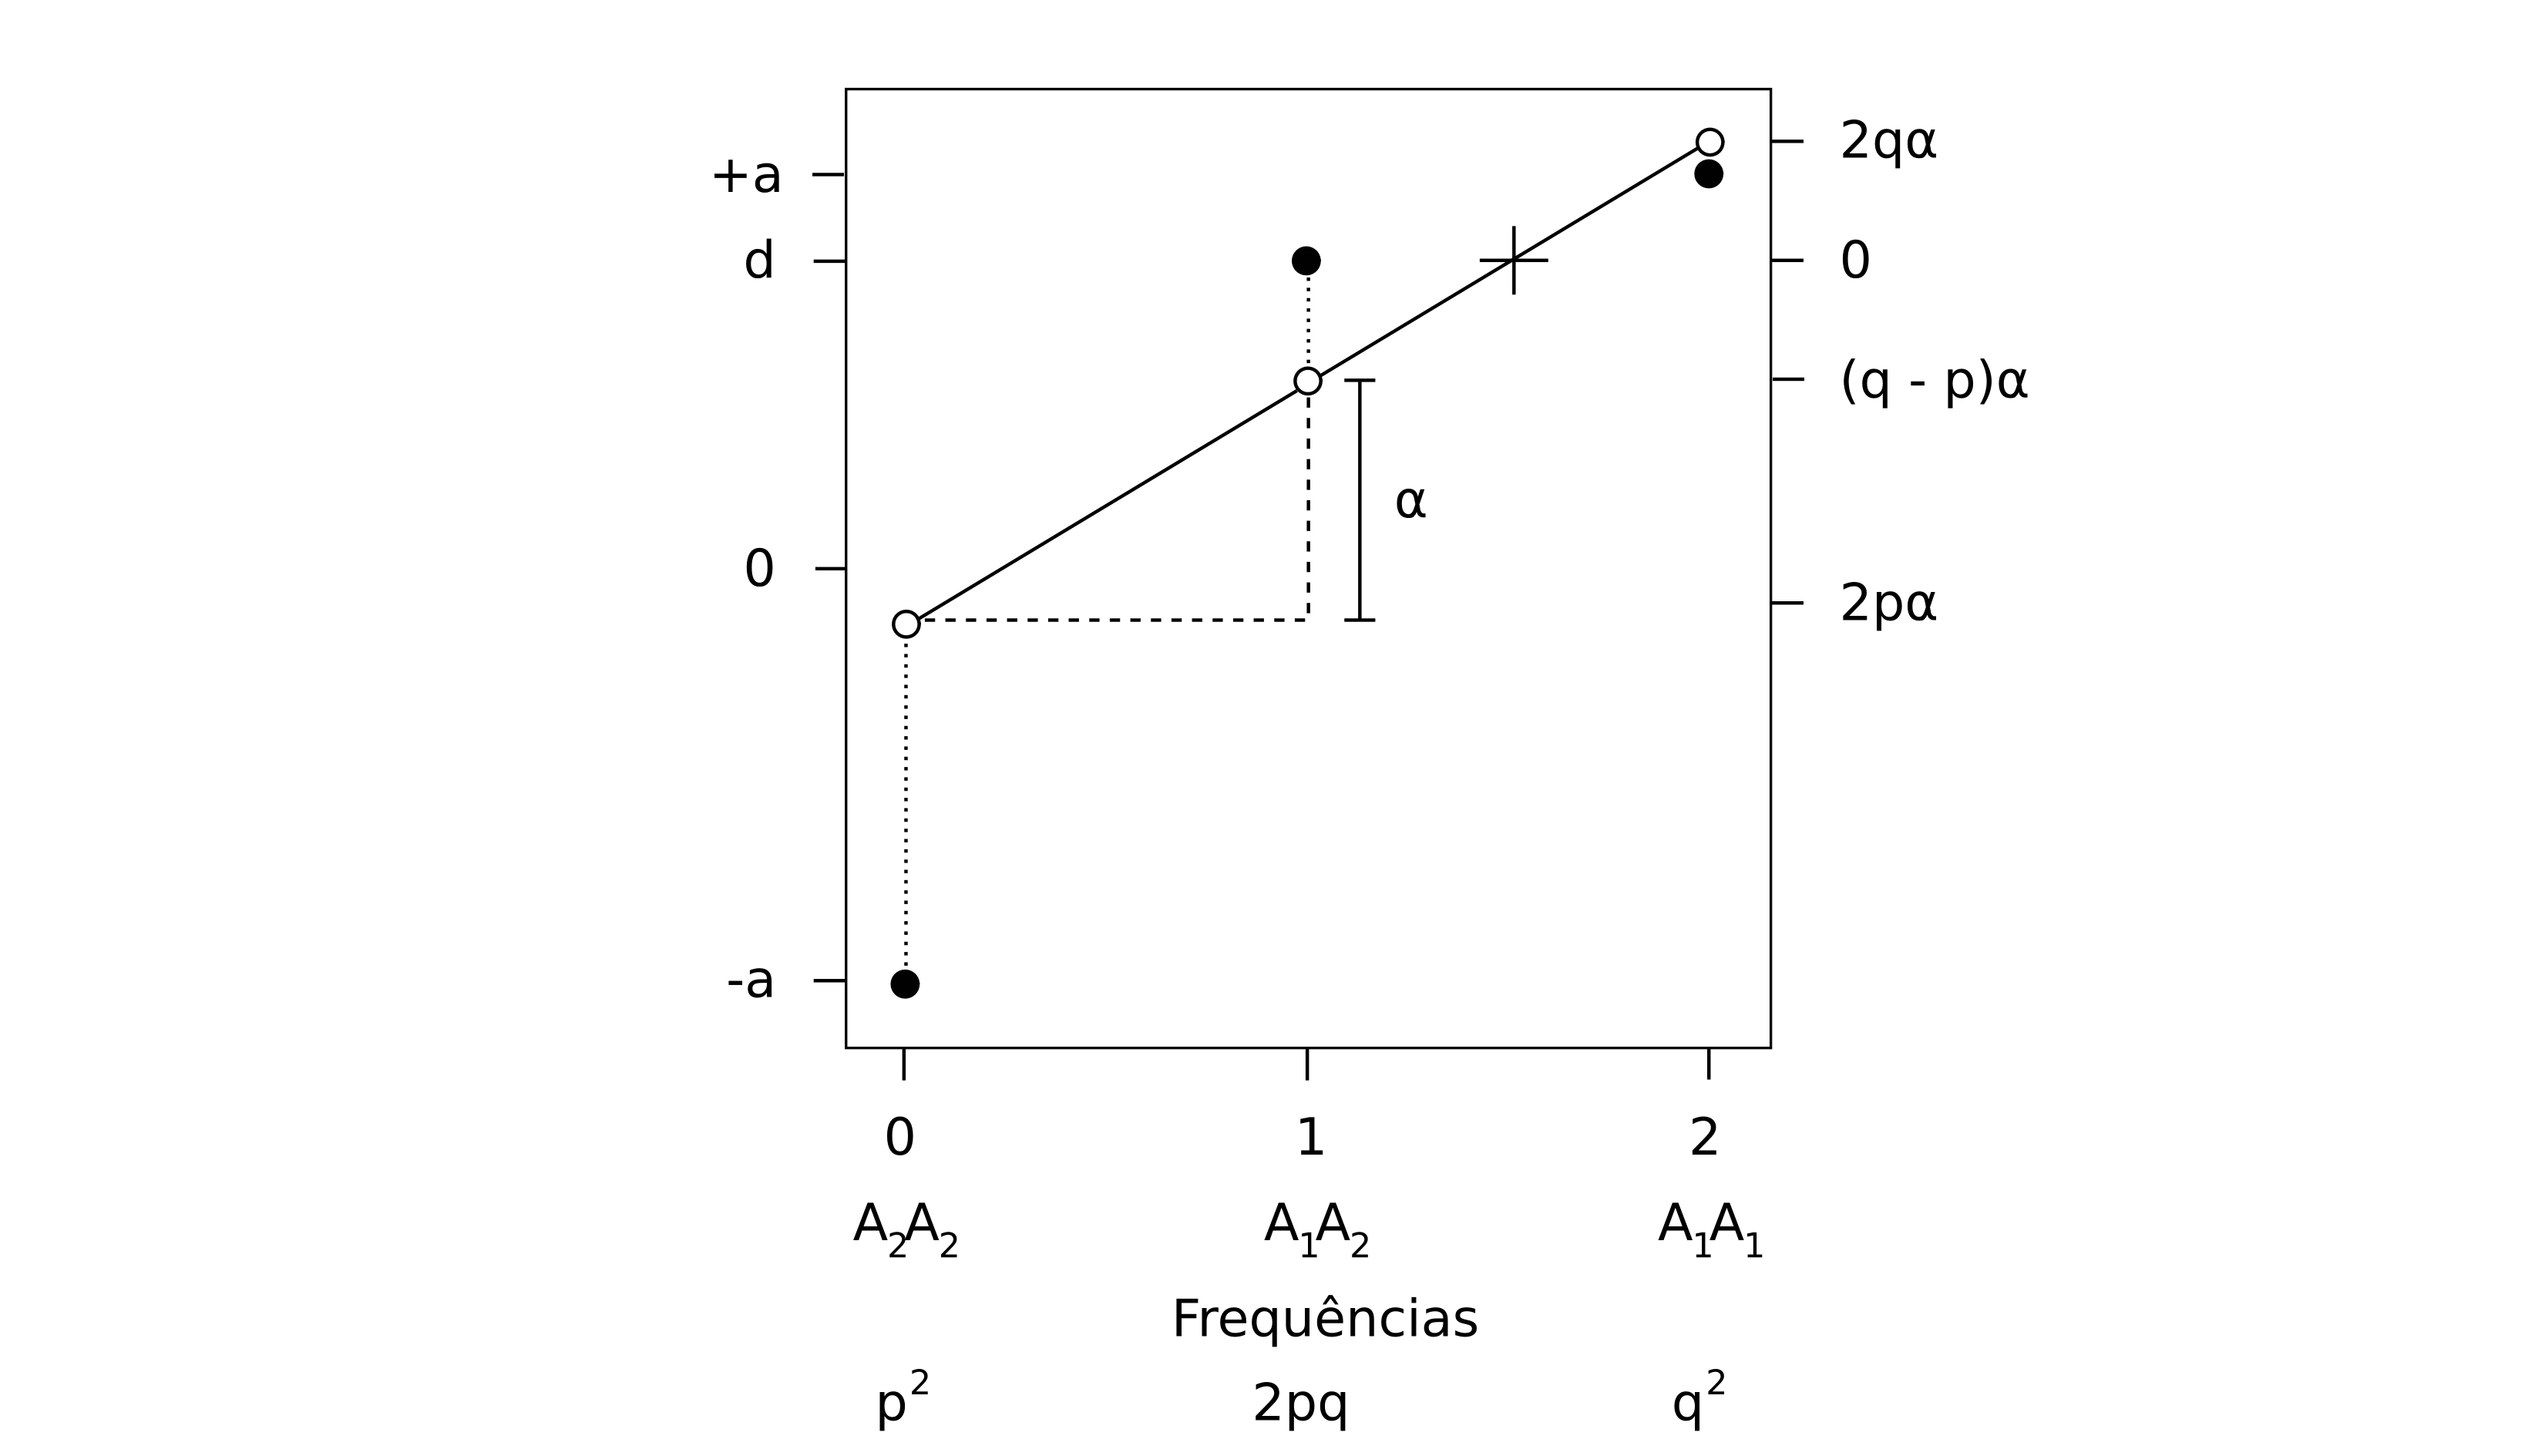 2qα
+a
d
0
(q - p)α
α
0
2pα
-a
0 1 2
A₂A₂ A₁A₂ A₁A₁
Frequências
p² 2pq q²